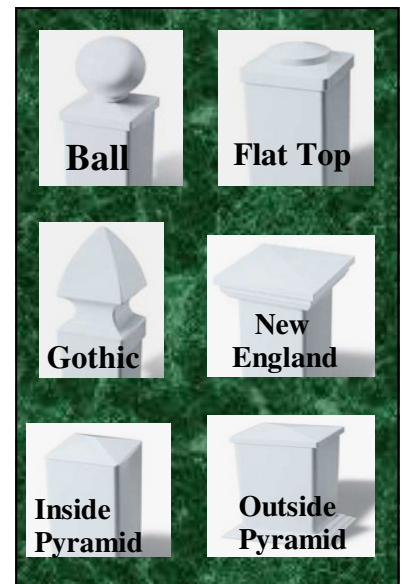 Ball
Flat Top
Gothic
New
England
Inside
Pyramid
Outside
Pyramid